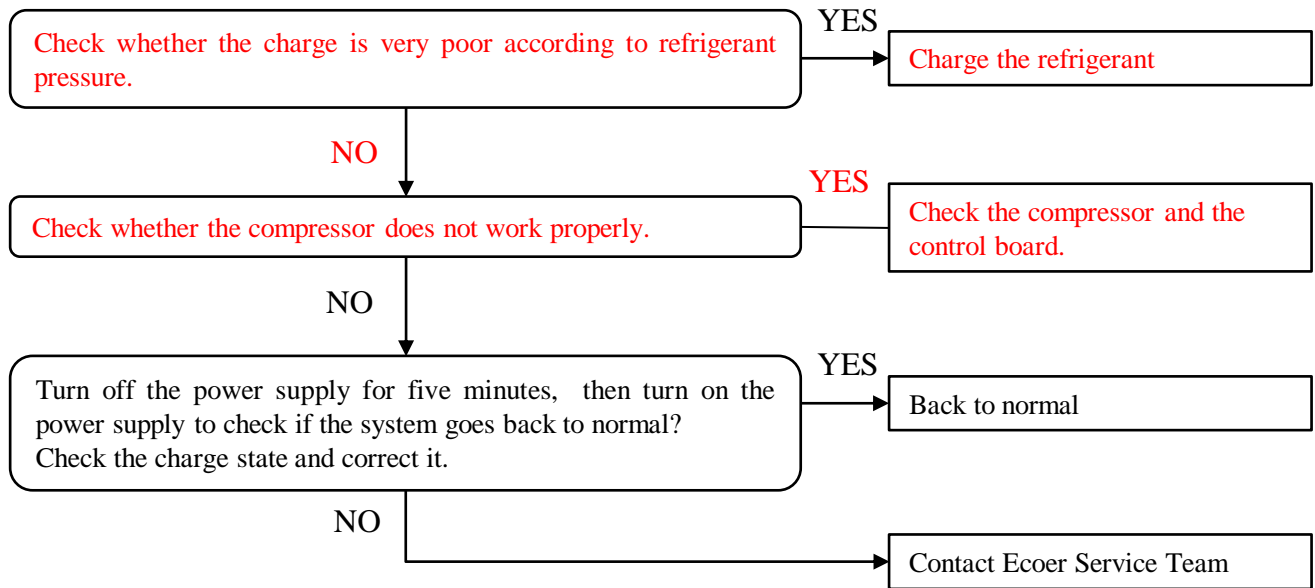 YES
Check whether the charge is very poor according to refrigerant
pressure.
Charge the refrigerant
NO
YES
Check whether the compressor does not work properly.
Check the compressor and the
control board.
NO
YES
Turn off the power supply for five minutes, then turn on the
power supply to check if the system goes back to normal?
Check the charge state and correct it.
Back to normal
NO
Contact Ecoer Service Team